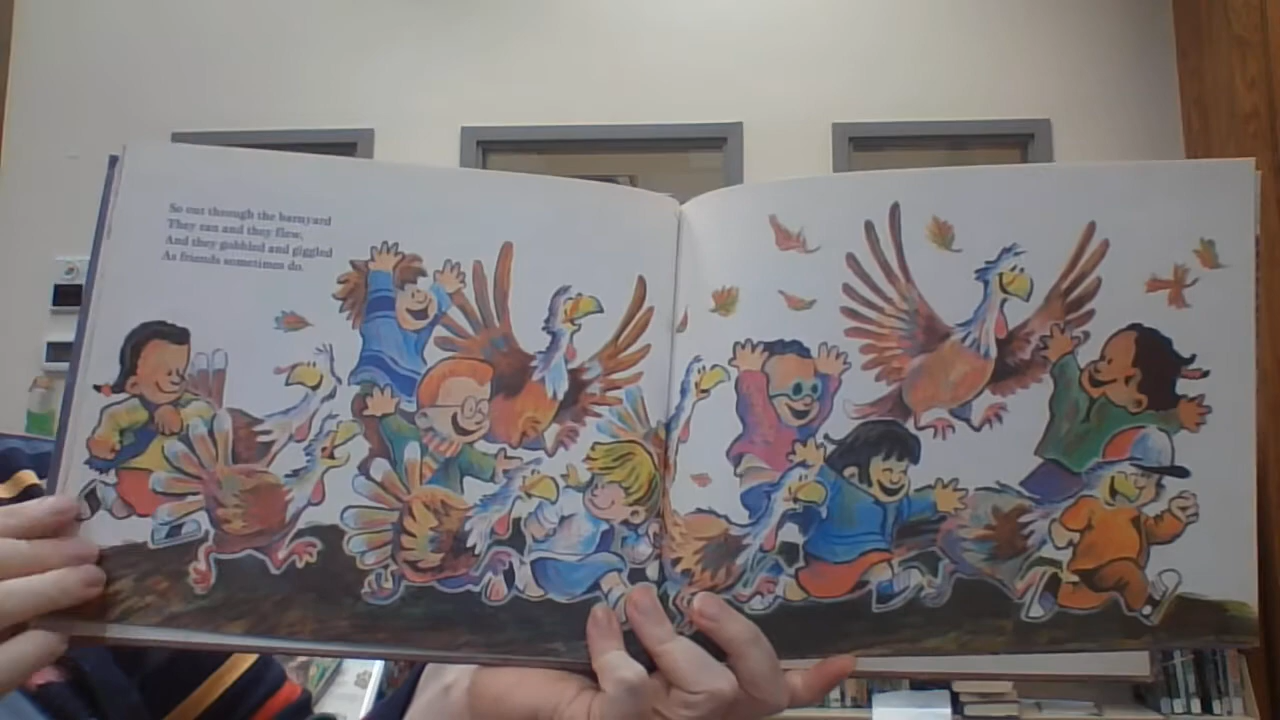 So out through the barnyard
They ran and they flew,
And they gobbled and giggled
As friends sometimes do.